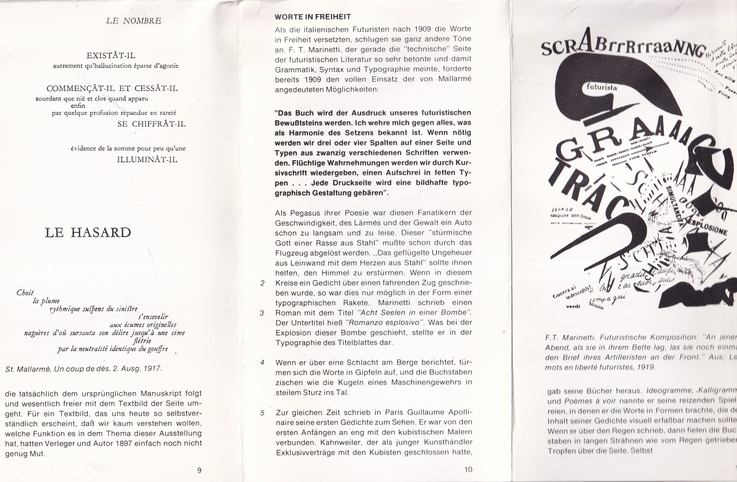 LE NOMBRE
EXISTÂT-IL
autrement qu'hallucination éparse d'agonie
COMMENÇÂT-IL ET CESSÂT-IL
sourdant que nié et clos quand apparu
enfin
par quelque profusion répandue en rareté
SE CHIFFRÂT-IL
évidence de la somme pour peu qu'une
ILLUMINÂT-IL
LE HASARD
Choit
la plume
rythmique suspens du sinistre
s'ensevelir
aux écumes originelles
naguères d'où sursauta son délire jusqu'à une cime
flétrie
par la neutralité identique du gouffre
St. Mallarmé, Un coup de dés. 2. Ausg. 1917.
die tatsächlich dem ursprünglichen Manuskript folgt
und wesentlich freier mit dem Textbild der Seite um-
geht. Für ein Textbild, das uns heute so selbstver-
ständlich erscheint, daß wir kaum verstehen wollen,
welche Funktion es in dem Thema dieser Ausstellung
hat, hatten Verleger und Autor 1897 einfach noch nicht
genug Mut.
9
WORTE IN FREIHEIT
Als die italienischen Futuristen nach 1909 die Worte
in Freiheit versetzten, schlugen sie ganz andere Töne
an. F. T. Marinetti, der gerade die "technische" Seite
der futuristischen Literatur so sehr betonte und damit
Grammatik, Syntax und Typographie meinte, forderte
bereits 1909 den vollen Einsatz der von Mallarmé
angedeuteten Möglichkeiten:
"Das Buch wird der Ausdruck unseres futuristischen
Bewußtsteins werden. Ich wehre mich gegen alles, was
als Harmonie des Setzens bekannt ist. Wenn nötig
werden wir drei oder vier Spalten auf einer Seite und
Typen aus zwanzig verschiedenen Schriften verwen-
den. Flüchtige Wahrnehmungen werden wir durch Kur-
sivschrift wiedergeben, einen Aufschrei in fetten Ty-
pen . . . Jede Druckseite wird eine bildhafte typo-
graphisch Gestaltung gebären".
Als Pegasus ihrer Poesie war diesen Fanatikern der
Geschwindigkeit, des Lärmes und der Gewalt ein Auto
schon zu langsam und zu leise. Dieser "stürmische
Gott einer Rasse aus Stahl" mußte schon durch das
Flugzeug abgelöst werden. ,,Das geflügelte Ungeheuer
aus Leinwand mit dem Herzen aus Stahl" sollte ihnen
helfen, den Himmel zu erstürmen. Wenn in diesem
2 Kreise ein Gedicht über einen fahrenden Zug geschrie-
ben wurde, so war dies nur möglich in der Form einer
typographischen Rakete. Marinetti schrieb einen
3 Roman mit dem Titel "Acht Seelen in einer Bombe".
Der Untertitel hieß "Romanzo esplosivo". Was bei der
Explosion dieser Bombe geschieht, stellte er in der
Typographie des Titelblattes dar.
4 Wenn er über eine Schlacht am Berge berichtet, tür-
men sich die Worte in Gipfeln auf, und die Buchstaben
zischen wie die Kugeln eines Maschinengewehrs in
steilem Sturz ins Tal.
5 Zur gleichen Zeit schrieb in Paris Guillaume Apolli-
naire seine ersten Gedichte zum Sehen. Er war von den
ersten Anfängen an eng mit den kubistischen Malern
verbunden. Kahnweiler, der als junger Kunsthändler
Exklusivverträge mit den Kubisten geschlossen hatte,
10
SCRABrrRrraaNNG
futurista
GRAAAG
TRAC
SIMULTANEITÀ
ESPLOSIONE
Guerra ai
tedescofili
verdi
F.T. Marinetti, Futuristische Komposition: "An jenem
Abend, als sie in ihrem Bette lag, las sie noch einma
den Brief ihres Artilleristen an der Front." Aus: Le
mots en liberté futuristes, 1919.
gab seine Bücher heraus. Ideogramme, Kalligramm
und Poèmes à voir nannte er seine reizenden Spiel
reien, in denen er die Worte in Formen brachte, die de
Inhalt seiner Gedichte visuell erfaßbar machen sollte
Wenn er über den Regen schrieb, dann fielen die Buc
staben in langen Strähnen wie vom Regen getrieben
Tropfen über die Seite. Selbst